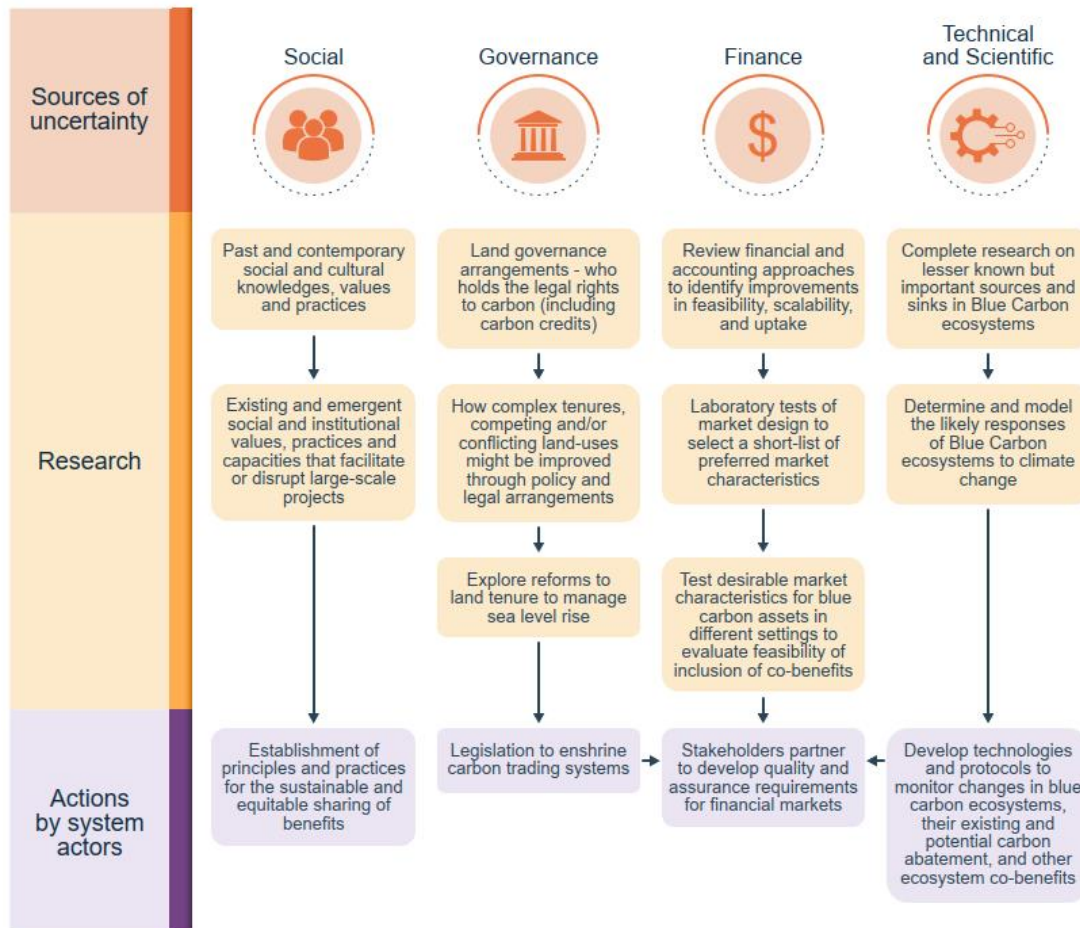 Sources of
uncertainty
Social
Governance
Finance
Technical
and Scientific
$
Research
Past and contemporary
social and cultural
knowledges, values
and practices
Land governance
arrangements - who
holds the legal rights
to carbon (including
carbon credits)
Review financial and
accounting approaches
to identify improvements
in feasibility, scalability,
and uptake
Complete research on
lesser known but
important sources and
sinks in Blue Carbon
ecosystems
Existing and emergent
social and institutional
values, practices and
capacities that facilitate
or disrupt large-scale
projects
How complex tenures,
competing and/or
conflicting land-uses
might be improved
through policy and
legal arrangements
Laboratory tests of
market design to
select a short-list of
preferred market
characteristics
Determine and model
the likely responses
of Blue Carbon
ecosystems to climate
change
Explore reforms to
land tenure to manage
sea level rise
Test desirable market
characteristics for blue
carbon assets in
different settings to
evaluate feasibility of
inclusion of co-benefits
Actions
by system
actors
Establishment of
principles and practices
for the sustainable and
equitable sharing of
benefits
Legislation to enshrine
carbon trading systems
Stakeholders partner
to develop quality and
assurance requirements
for financial markets
Develop technologies
and protocols to
monitor changes in blue
carbon ecosystems,
their existing and
potential carbon
abatement, and other
ecosystem co-benefits